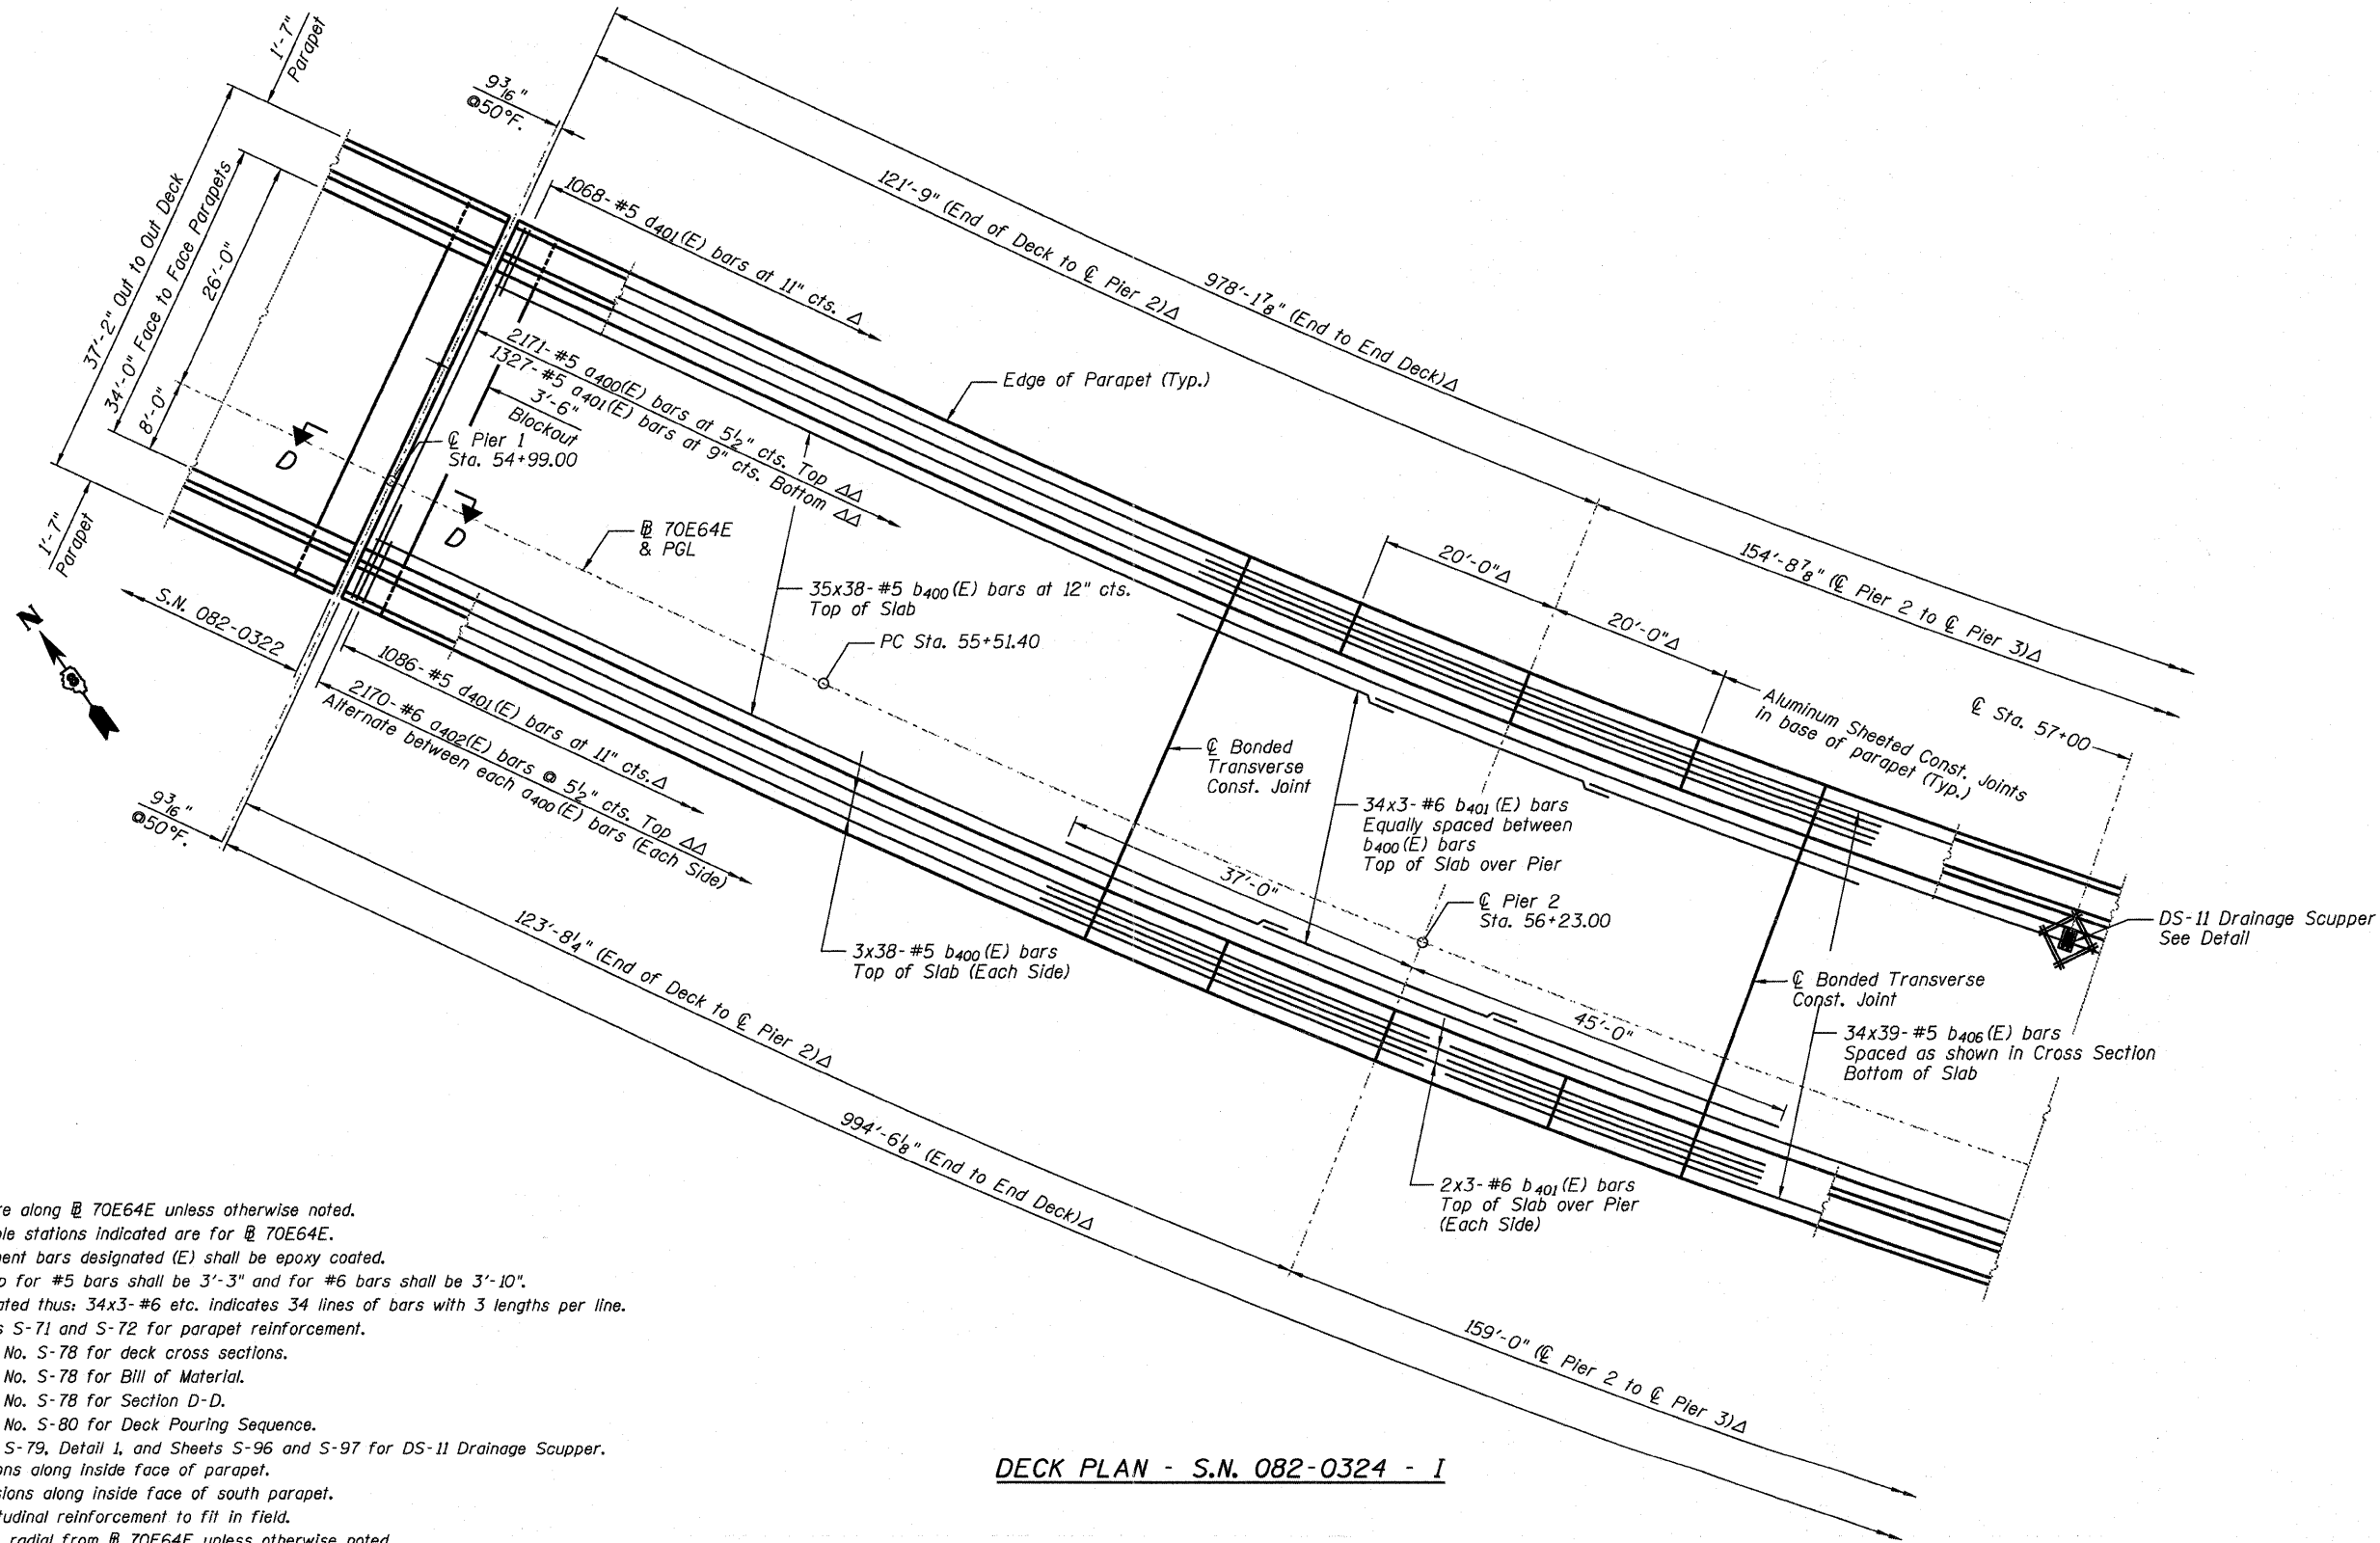 1'-7"
Parapet
9 3/16"
@50°F.
37'-2" Out to Out Deck
34'-0" Face to Face Parapets
26'-0"
8'-0"
1'-7"
Parapet
978'-1 7/8" (End to End Deck)Δ
121'-9" (End of Deck to ℄ Pier 2)Δ
154'-8 7/8" (℄ Pier 2 to ℄ Pier 3)Δ
1068-#5 d401(E) bars at 11" cts. Δ
2171-#5 a400(E) bars at 5 1/2" cts. Top ΔΔ
1327-#5 a401(E) bars at 9" cts. Bottom ΔΔ
3'-6"
Blockout
Edge of Parapet (Typ.)
℄ Pier 1
Sta. 54+99.00
D
D
℔ 70E64E
& PGL
35x38-#5 b400(E) bars at 12" cts.
Top of Slab
PC Sta. 55+51.40
20'-0"Δ
20'-0"Δ
Aluminum Sheeted Const. Joints
in base of parapet (Typ.)
℄ Sta. 57+00
S.N. 082-0322
N
1086-#5 d401(E) bars at 11" cts.Δ
2170-#6 a402(E) bars @ 5 1/2" cts. Top ΔΔ
Alternate between each a400(E) bars (Each Side)
9 3/16"
@50°F.
℄ Bonded
Transverse
Const. Joint
34x3-#6 b401(E) bars
Equally spaced between
b400(E) bars
Top of Slab over Pier
37'-0"
℄ Pier 2
Sta. 56+23.00
45'-0"
DS-11 Drainage Scupper
See Detail
3x38-#5 b400(E) bars
Top of Slab (Each Side)
℄ Bonded Transverse
Const. Joint
34x39-#5 b406(E) bars
Spaced as shown in Cross Section
Bottom of Slab
123'-8 1/4" (End of Deck to ℄ Pier 2)Δ
994'-6 1/8" (End to End Deck)Δ
159'-0" (℄ Pier 2 to ℄ Pier 3)Δ
2x3-#6 b401(E) bars
Top of Slab over Pier
(Each Side)
along ℔ 70E64E unless otherwise noted.
stations indicated are for ℔ 70E64E.
bars designated (E) shall be epoxy coated.
for #5 bars shall be 3'-3" and for #6 bars shall be 3'-10".
thus: 34x3-#6 etc. indicates 34 lines of bars with 3 lengths per line.
S-71 and S-72 for parapet reinforcement.
No. S-78 for deck cross sections.
No. S-78 for Bill of Material.
No. S-78 for Section D-D.
No. S-80 for Deck Pouring Sequence.
S-79, Detail 1, and Sheets S-96 and S-97 for DS-11 Drainage Scupper.
along inside face of parapet.
along inside face of south parapet.
reinforcement to fit in field.
radial from ℔ 70E64E unless otherwise noted
DECK PLAN - S.N. 082-0324 - I